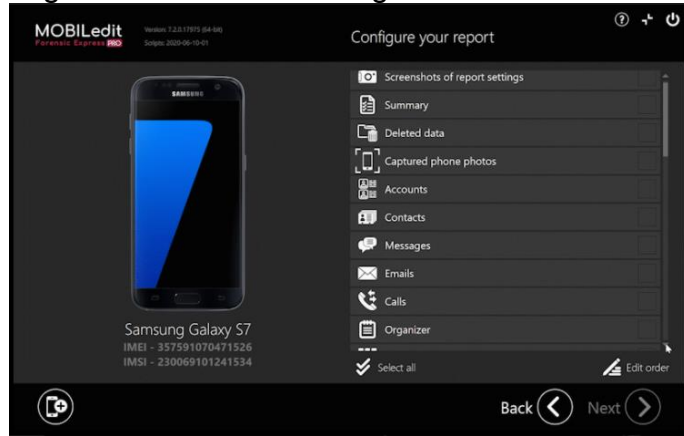 MOBILedit
Forensic Express PRO
Version: 7.2.0.17975 (64-bit)
Scripts: 2020-06-10-01
Configure your report
SAMSUNG
Samsung Galaxy S7
IMEI - 357591070471526
IMSI - 230069101241534
Screenshots of report settings
Summary
Deleted data
Captured phone photos
Accounts
Contacts
Messages
Emails
Calls
Organizer
Select all
Edit order
Back
Next